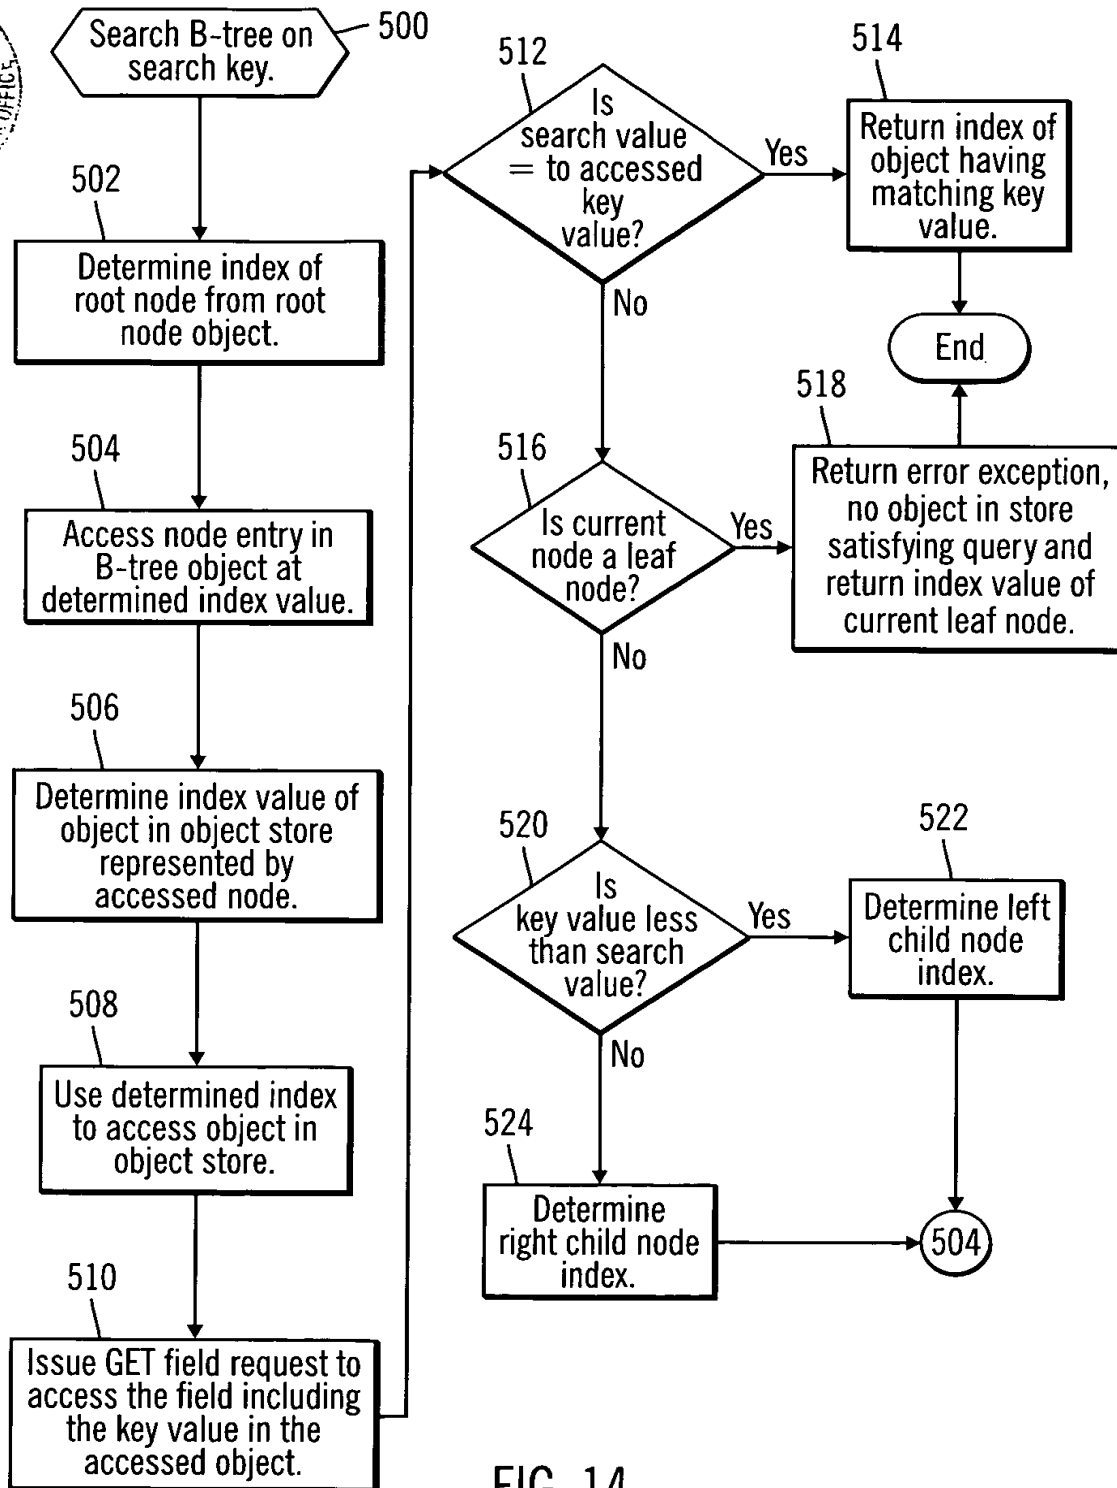 500
Search B-tree on
search key.
502
Determine index of
root node from root
node object.
504
Access node entry in
B-tree object at
determined index value.
506
Determine index value of
object in object store
represented by
accessed node.
508
Use determined index
to access object in
object store.
510
Issue GET field request to
access the field including
the key value in the
accessed object.
512
Is
search value
= to accessed
key
value?
Yes
No
514
Return index of
object having
matching key
value.
End
516
Is current
node a leaf
node?
Yes
No
518
Return error exception,
no object in store
satisfying query and
return index value of
current leaf node.
520
Is
key value less
than search
value?
Yes
No
522
Determine left
child node
index.
524
Determine
right child node
index.
504
FIG. 14
OFFICE